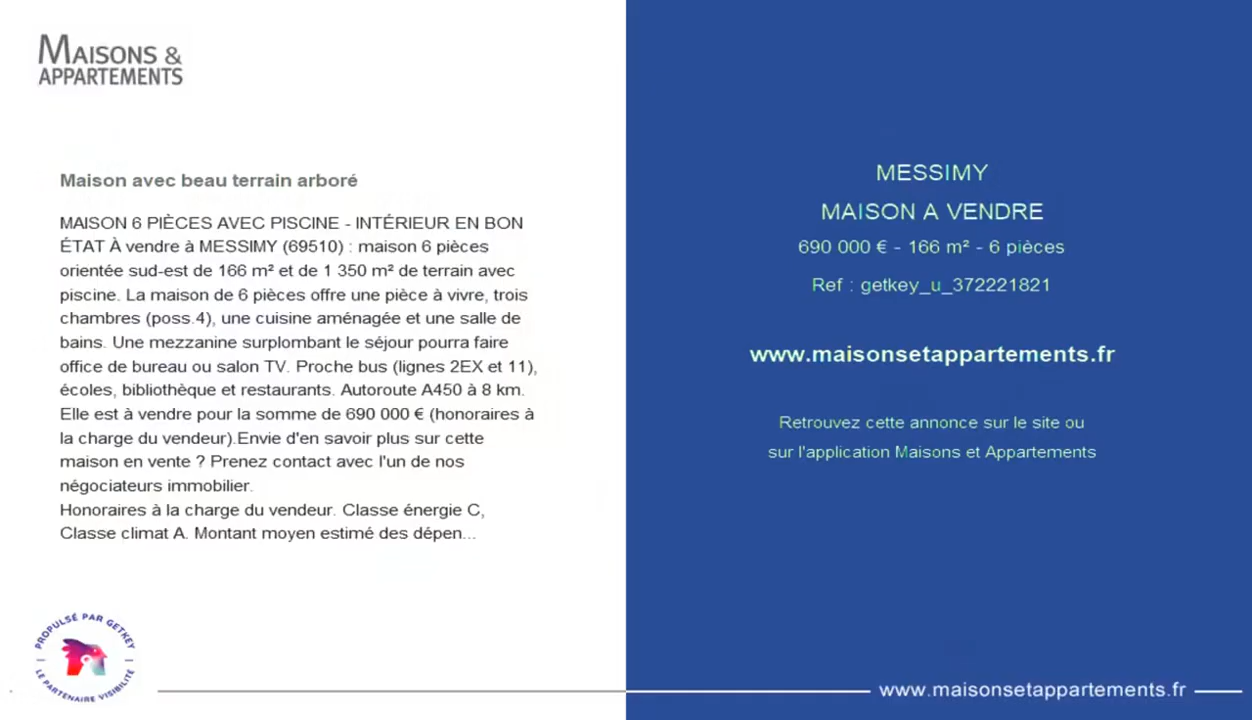 MAISONS &
APPARTEMENTS
Maison avec beau terrain arboré
MAISON 6 PIÈCES AVEC PISCINE - INTÉRIEUR EN BON
ÉTAT À vendre à MESSIMY (69510) : maison 6 pièces
orientée sud-est de 166 m² et de 1 350 m² de terrain avec
piscine. La maison de 6 pièces offre une pièce à vivre, trois
chambres (poss.4), une cuisine aménagée et une salle de
bains. Une mezzanine surplombant le séjour pourra faire
office de bureau ou salon TV. Proche bus (lignes 2EX et 11),
écoles, bibliothèque et restaurants. Autoroute A450 à 8 km.
Elle est à vendre pour la somme de 690 000 € (honoraires à
la charge du vendeur).Envie d'en savoir plus sur cette
maison en vente ? Prenez contact avec l'un de nos
négociateurs immobilier.
Honoraires à la charge du vendeur. Classe énergie C,
Classe climat A. Montant moyen estimé des dépen...
PROPULSÉ PAR GETKEY
LE PARTENAIRE VISIBILITÉ
MESSIMY
MAISON A VENDRE
690 000 € - 166 m² - 6 pièces
Ref : getkey_u_372221821
www.maisonsetappartements.fr
Retrouvez cette annonce sur le site ou
sur l'application Maisons et Appartements
www.maisonsetappartements.fr